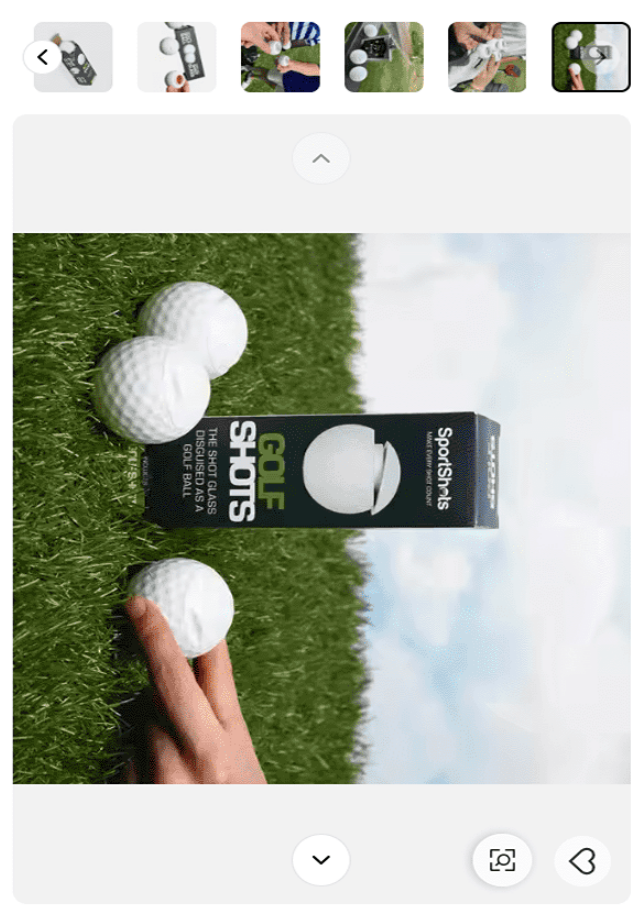 SportShots
MAKE EVERY SHOT COUNT
GOLF
SHOTS
THE SHOT GLASS
DISGUISED AS A
GOLF BALL